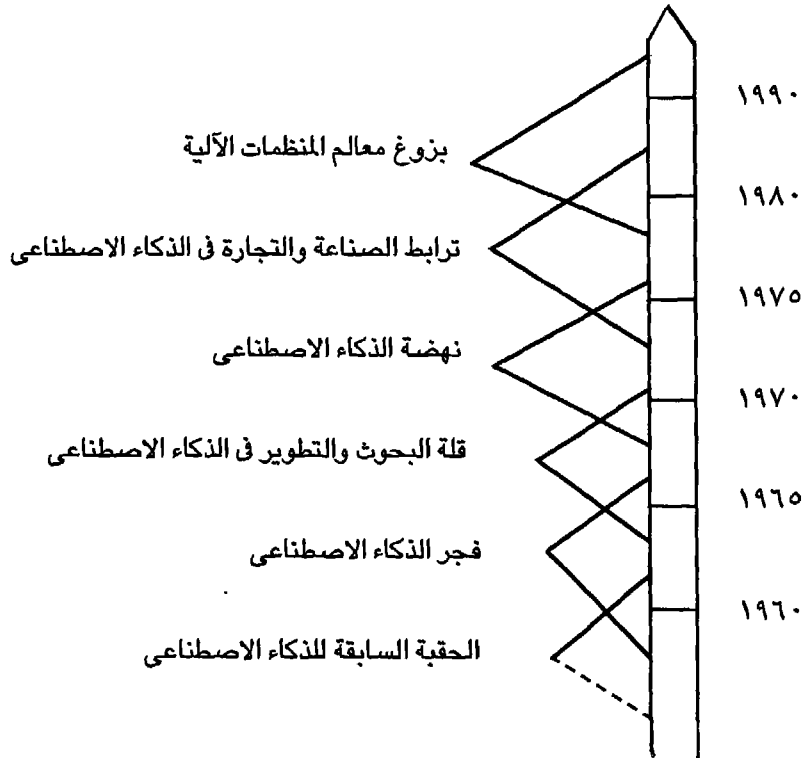 ١٩٩٠
بزوغ معالم المنظمات الآلية
١٩٨٠
ترابط الصناعة والتجارة فى الذكاء الاصطناعى
١٩٧٥
نهضة الذكاء الاصطناعى
١٩٧٠
قلة البحوث والتطوير فى الذكاء الاصطناعى
١٩٦٥
فجر الذكاء الاصطناعى
١٩٦٠
الحقبة السابقة للذكاء الاصطناعى